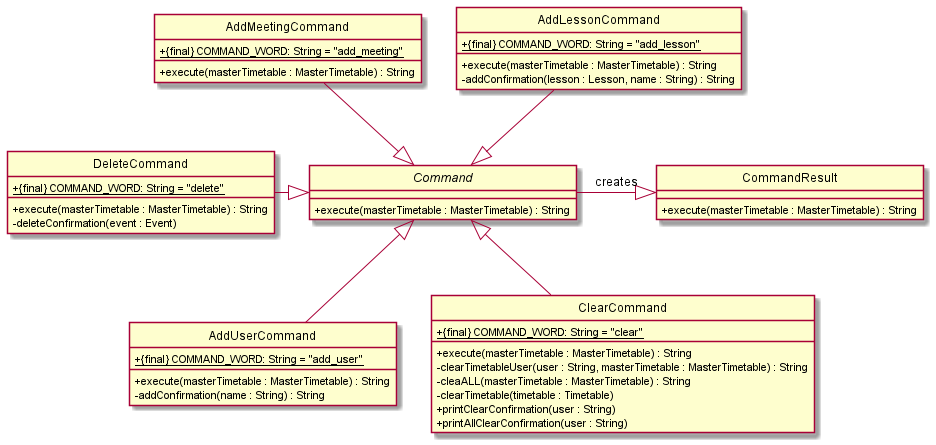 AddMeetingCommand
+{final} COMMAND_WORD: String = "add_meeting"
+execute(masterTimetable : MasterTimetable) : String
AddLessonCommand
+{final} COMMAND_WORD: String = "add_lesson"
+execute(masterTimetable : MasterTimetable) : String
-addConfirmation(lesson : Lesson, name : String) : String
DeleteCommand
+{final} COMMAND_WORD: String = "delete"
+execute(masterTimetable : MasterTimetable) : String
-deleteConfirmation(event : Event)
Command
+execute(masterTimetable : MasterTimetable) : String
creates
CommandResult
+execute(masterTimetable : MasterTimetable) : String
AddUserCommand
+{final} COMMAND_WORD: String = "add_user"
+execute(masterTimetable : MasterTimetable) : String
-addConfirmation(name : String) : String
ClearCommand
+{final} COMMAND_WORD: String = "clear"
+execute(masterTimetable : MasterTimetable) : String
-clearTimetableUser(user : String, masterTimetable : MasterTimetable) : String
-cleaALL(masterTimetable : MasterTimetable) : String
-clearTimetable(timetable : Timetable)
+printClearConfirmation(user : String)
+printAllClearConfirmation(user : String)